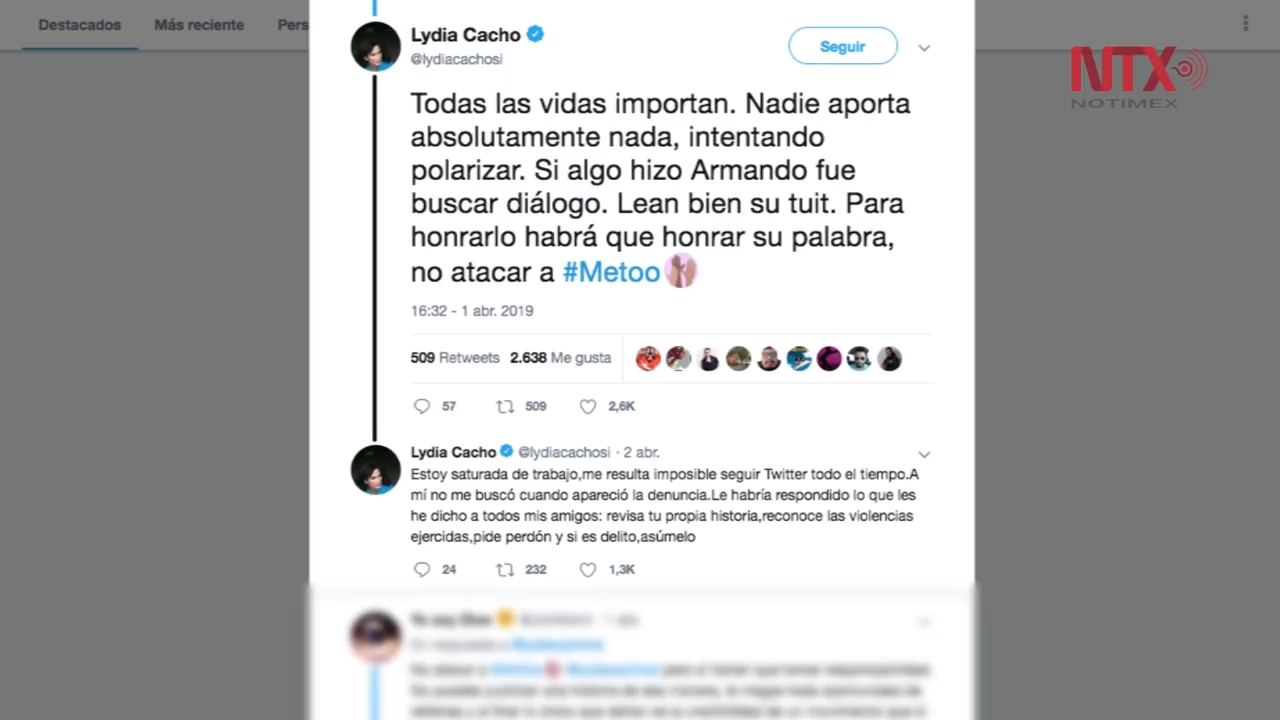 Destacados Más reciente Pers
Lydia Cacho
@lydiacachosi
Seguir
NTX
NOTIMEX
Todas las vidas importan. Nadie aporta
absolutamente nada, intentando
polarizar. Si algo hizo Armando fue
buscar diálogo. Lean bien su tuit. Para
honrarlo habrá que honrar su palabra,
no atacar a #Metoo
16:32 - 1 abr. 2019
509 Retweets 2.638 Me gusta
57 509 2,6K
Lydia Cacho @lydiacachosi · 2 abr.
Estoy saturada de trabajo,me resulta imposible seguir Twitter todo el tiempo.A
mí no me buscó cuando apareció la denuncia.Le habría respondido lo que les
he dicho a todos mis amigos: revisa tu propia historia,reconoce las violencias
ejercidas,pide perdón y si es delito,asúmelo
24 232 1,3K